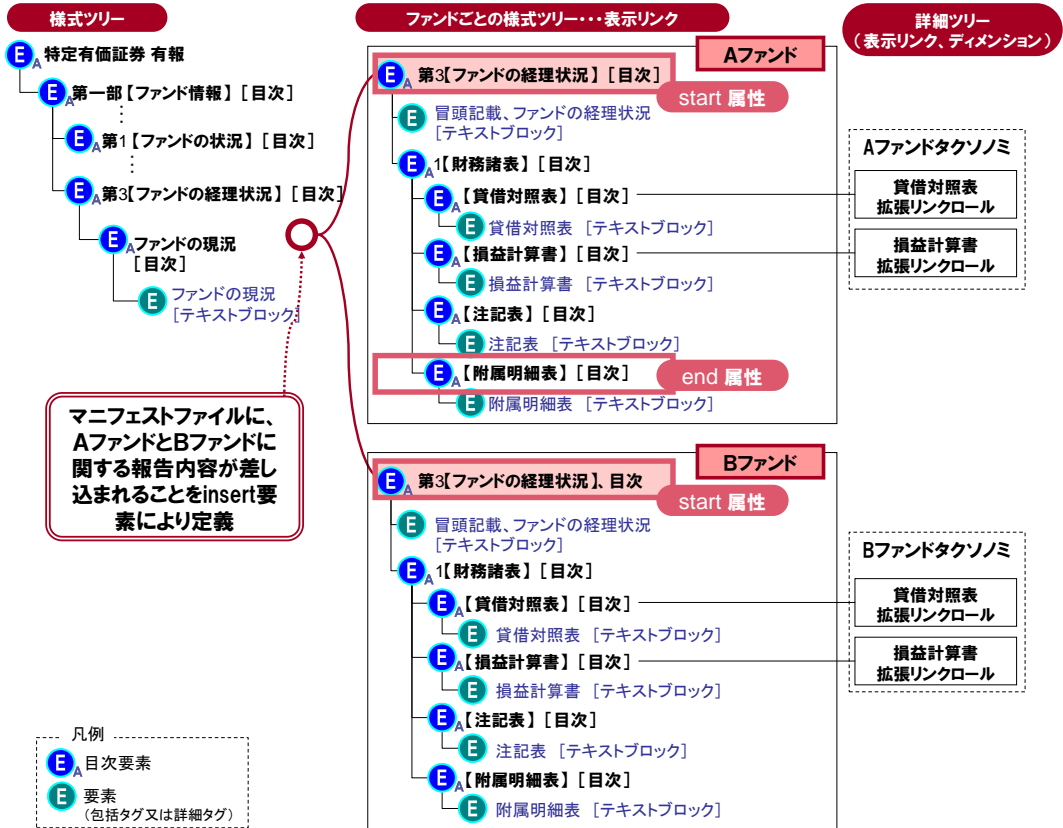 様式ツリー
E A 特定有価証券 有報
E A 第一部【ファンド情報】 [目次]
⋮
E A 第1【ファンドの状況】 [目次]
⋮
E A 第3【ファンドの経理状況】 [目次]
E A ファンドの現況
[目次]
E ファンドの現況
[テキストブロック]
マニフェストファイルに、
AファンドとBファンドに
関する報告内容が差し
込まれることをinsert要
素により定義
凡例
E A 目次要素
E 要素
(包括タグ又は詳細タグ)
ファンドごとの様式ツリー・・・表示リンク
Aファンド
E A 第3【ファンドの経理状況】 [目次]
start 属性
E 冒頭記載、ファンドの経理状況
[テキストブロック]
E A 1【財務諸表】 [目次]
E A 【貸借対照表】 [目次]
E 貸借対照表 [テキストブロック]
E A 【損益計算書】 [目次]
E 損益計算書 [テキストブロック]
E A 【注記表】 [目次]
E 注記表 [テキストブロック]
E A 【附属明細表】 [目次]
end 属性
E 附属明細表 [テキストブロック]
Bファンド
E A 第3【ファンドの経理状況】、目次
start 属性
E 冒頭記載、ファンドの経理状況
[テキストブロック]
E A 1【財務諸表】 [目次]
E A 【貸借対照表】 [目次]
E 貸借対照表 [テキストブロック]
E A 【損益計算書】 [目次]
E 損益計算書 [テキストブロック]
E A 【注記表】 [目次]
E 注記表 [テキストブロック]
E A 【附属明細表】 [目次]
E 附属明細表 [テキストブロック]
詳細ツリー
(表示リンク、ディメンション)
Aファンドタクソノミ
貸借対照表
拡張リンクロール
損益計算書
拡張リンクロール
Bファンドタクソノミ
貸借対照表
拡張リンクロール
損益計算書
拡張リンクロール